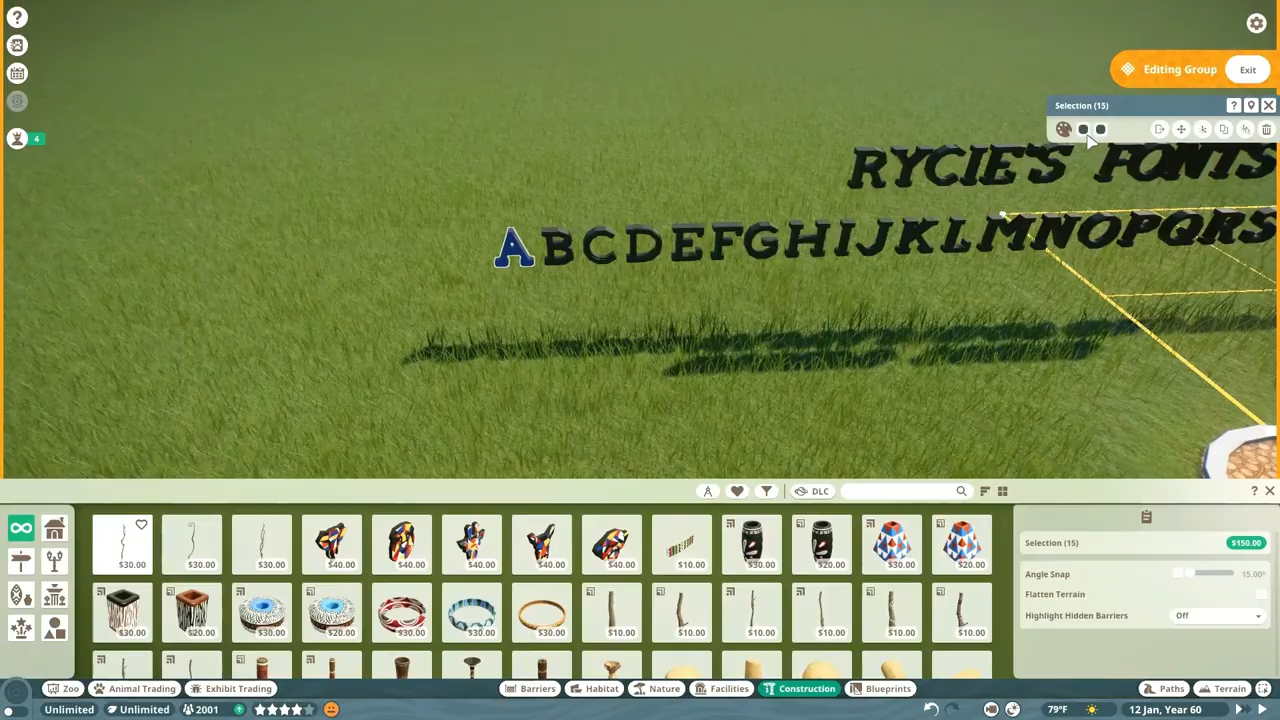 ?
Editing Group Exit
4
Selection (15) ?
RYCIE'S FONTS
ABCDEFGHIJKLMNOPQRS
DLC ?
$30.00 $30.00 $30.00 $40.00 $40.00 $40.00 $40.00 $40.00 $10.00 $30.00 $20.00 $30.00 $20.00
Selection (15) $150.00
Angle Snap 15.00°
Flatten Terrain
Highlight Hidden Barriers Off
$30.00 $20.00 $30.00 $30.00 $30.00 $30.00 $30.00 $10.00 $10.00 $10.00 $10.00 $10.00 $10.00
Zoo Animal Trading Exhibit Trading Barriers Habitat Nature Facilities Construction Blueprints Paths Terrain
Unlimited Unlimited 2001 79°F 12 Jan, Year 60